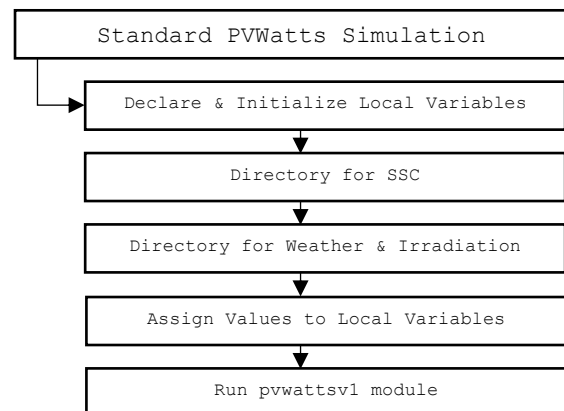 Standard PVWatts Simulation
Declare & Initialize Local Variables
Directory for SSC
Directory for Weather & Irradiation
Assign Values to Local Variables
Run pvwattsv1 module